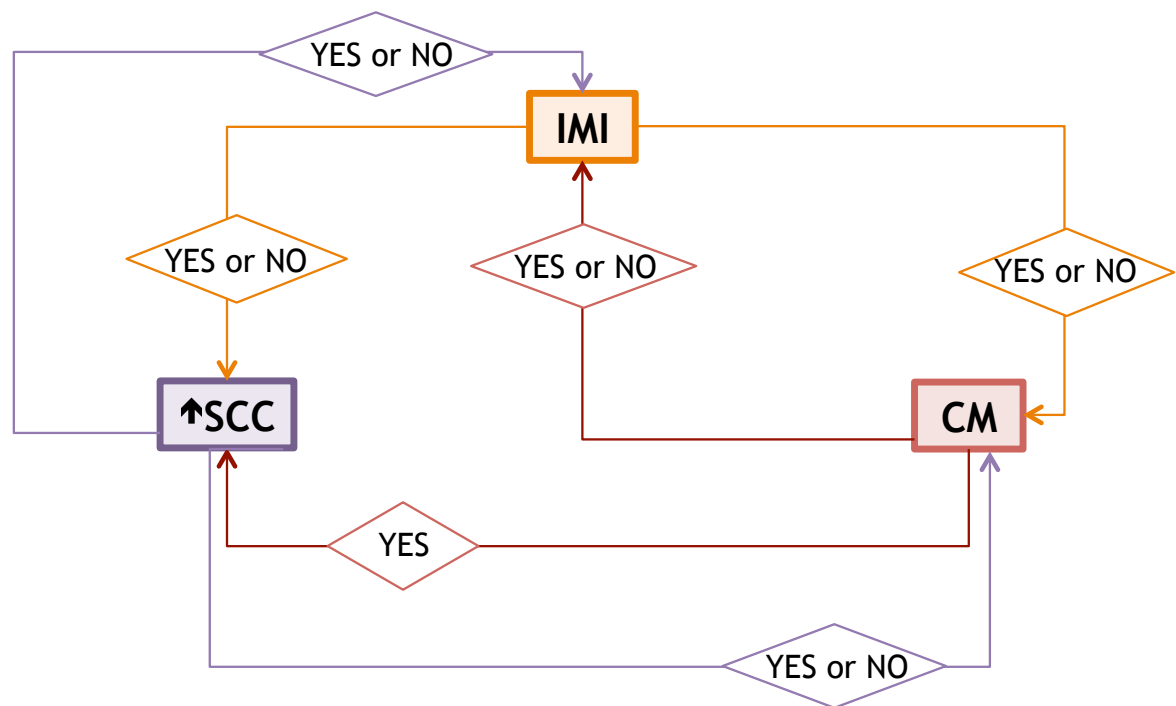 YES or NO
IMI
YES or NO
YES or NO
YES or NO
↑SCC
CM
YES
YES or NO